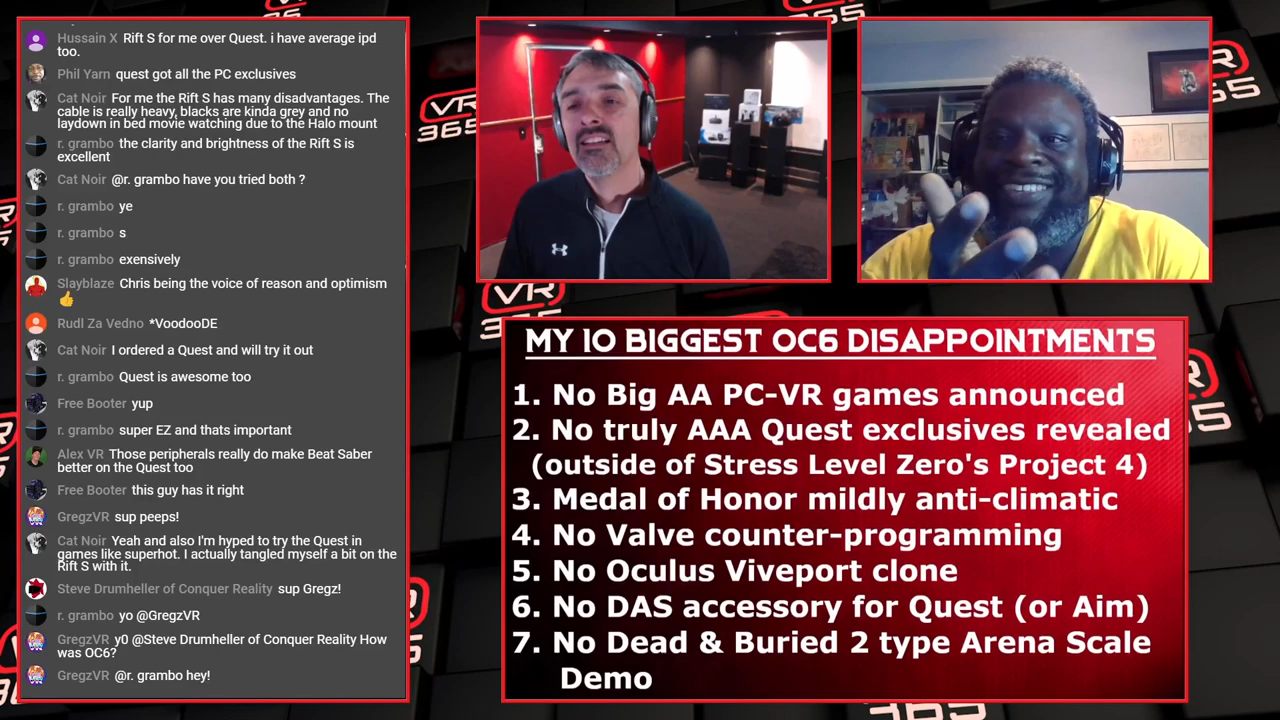 Hussain X Rift S for me over Quest. i have average ipd
too.
Phil Yarn quest got all the PC exclusives
Cat Noir For me the Rift S has many disadvantages. The
cable is really heavy, blacks are kinda grey and no
laydown in bed movie watching due to the Halo mount
r. grambo the clarity and brightness of the Rift S is
excellent
Cat Noir @r. grambo have you tried both ?
r. grambo ye
r. grambo s
r. grambo exensively
Slayblaze Chris being the voice of reason and optimism
👍
Rudl Za Vedno *VoodooDE
Cat Noir I ordered a Quest and will try it out
r. grambo Quest is awesome too
Free Booter yup
r. grambo super EZ and thats important
Alex VR Those peripherals really do make Beat Saber
better on the Quest too
Free Booter this guy has it right
GregzVR sup peeps!
Cat Noir Yeah and also I'm hyped to try the Quest in
games like superhot. I actually tangled myself a bit on the
Rift S with it.
Steve Drumheller of Conquer Reality sup Gregz!
r. grambo yo @GregzVR
GregzVR y0 @Steve Drumheller of Conquer Reality How
was OC6?
GregzVR @r. grambo hey!
VR
365
VR
365
MY 10 BIGGEST OC6 DISAPPOINTMENTS
1. No Big AA PC-VR games announced
2. No truly AAA Quest exclusives revealed
(outside of Stress Level Zero's Project 4)
3. Medal of Honor mildly anti-climatic
4. No Valve counter-programming
5. No Oculus Viveport clone
6. No DAS accessory for Quest (or Aim)
7. No Dead & Buried 2 type Arena Scale
Demo